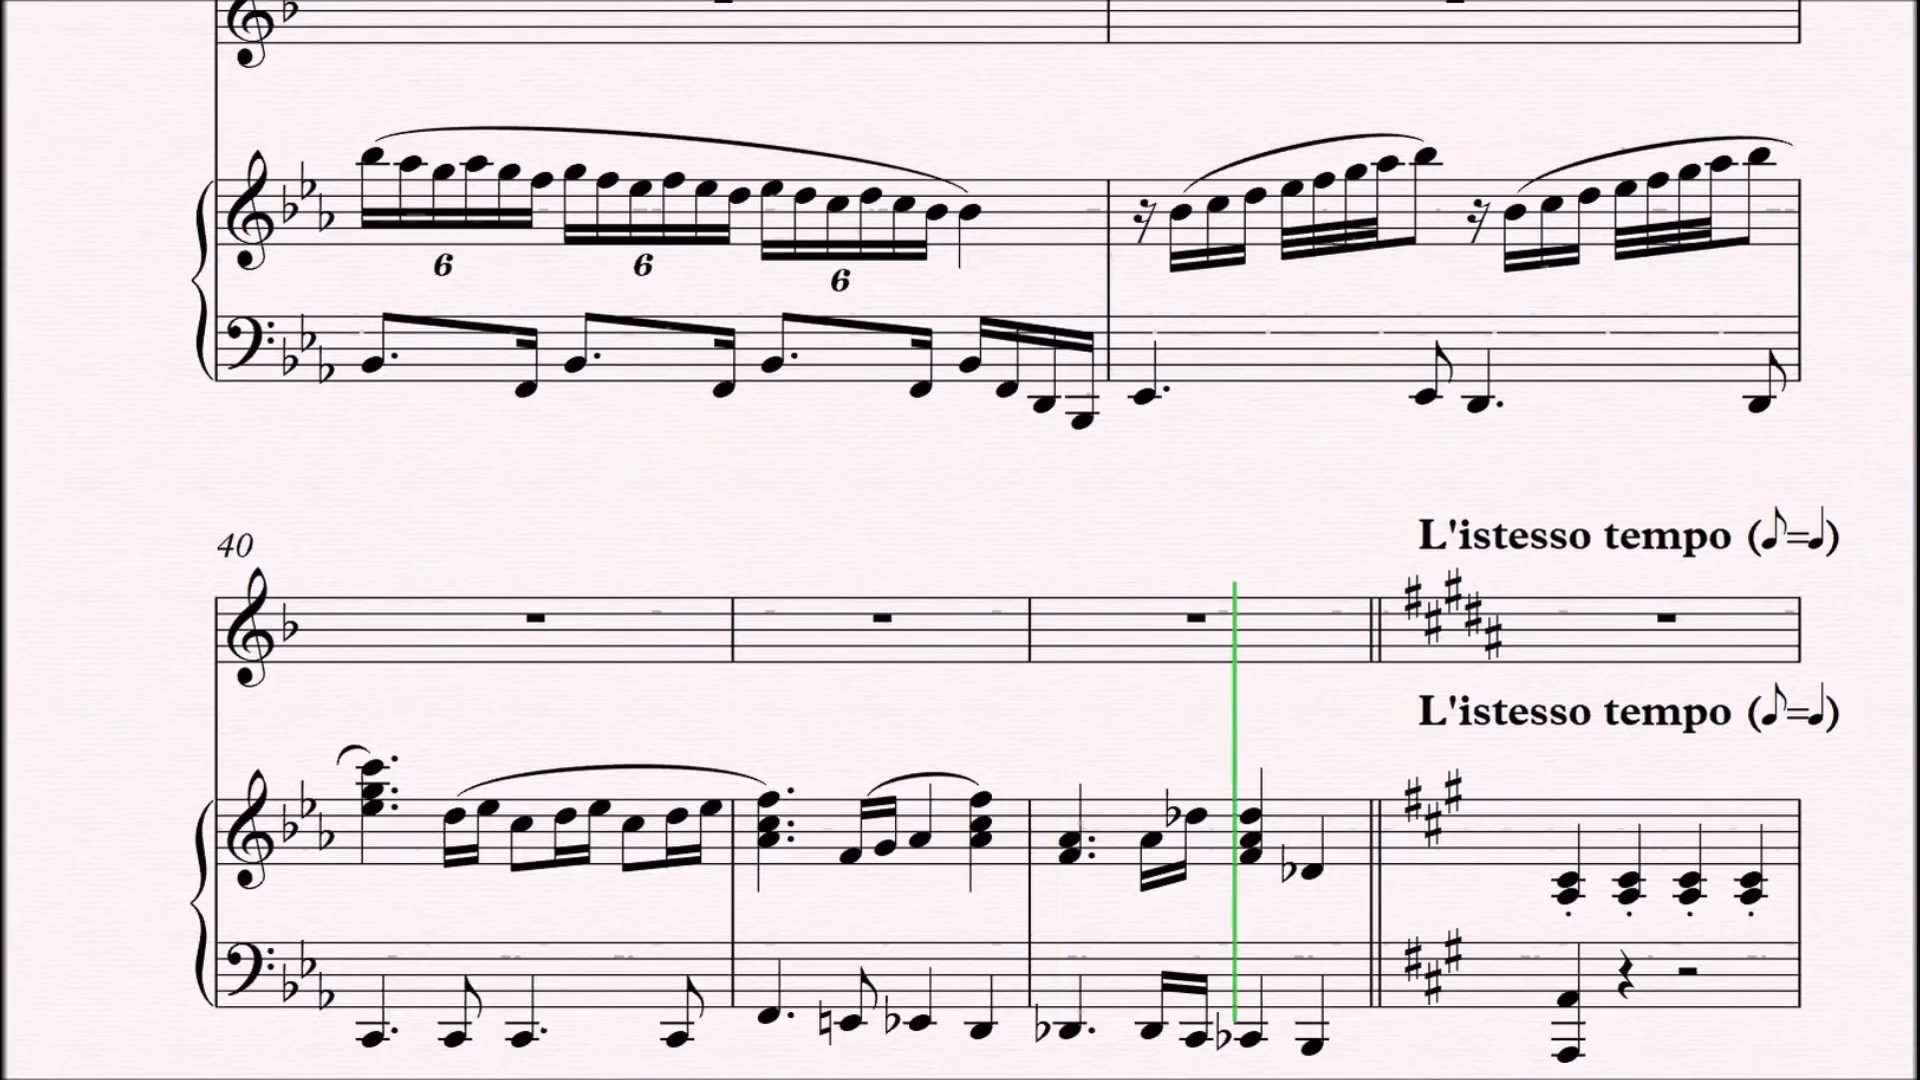 6 6 6
40
L'istesso tempo (♪=♩)
L'istesso tempo (♪=♩)